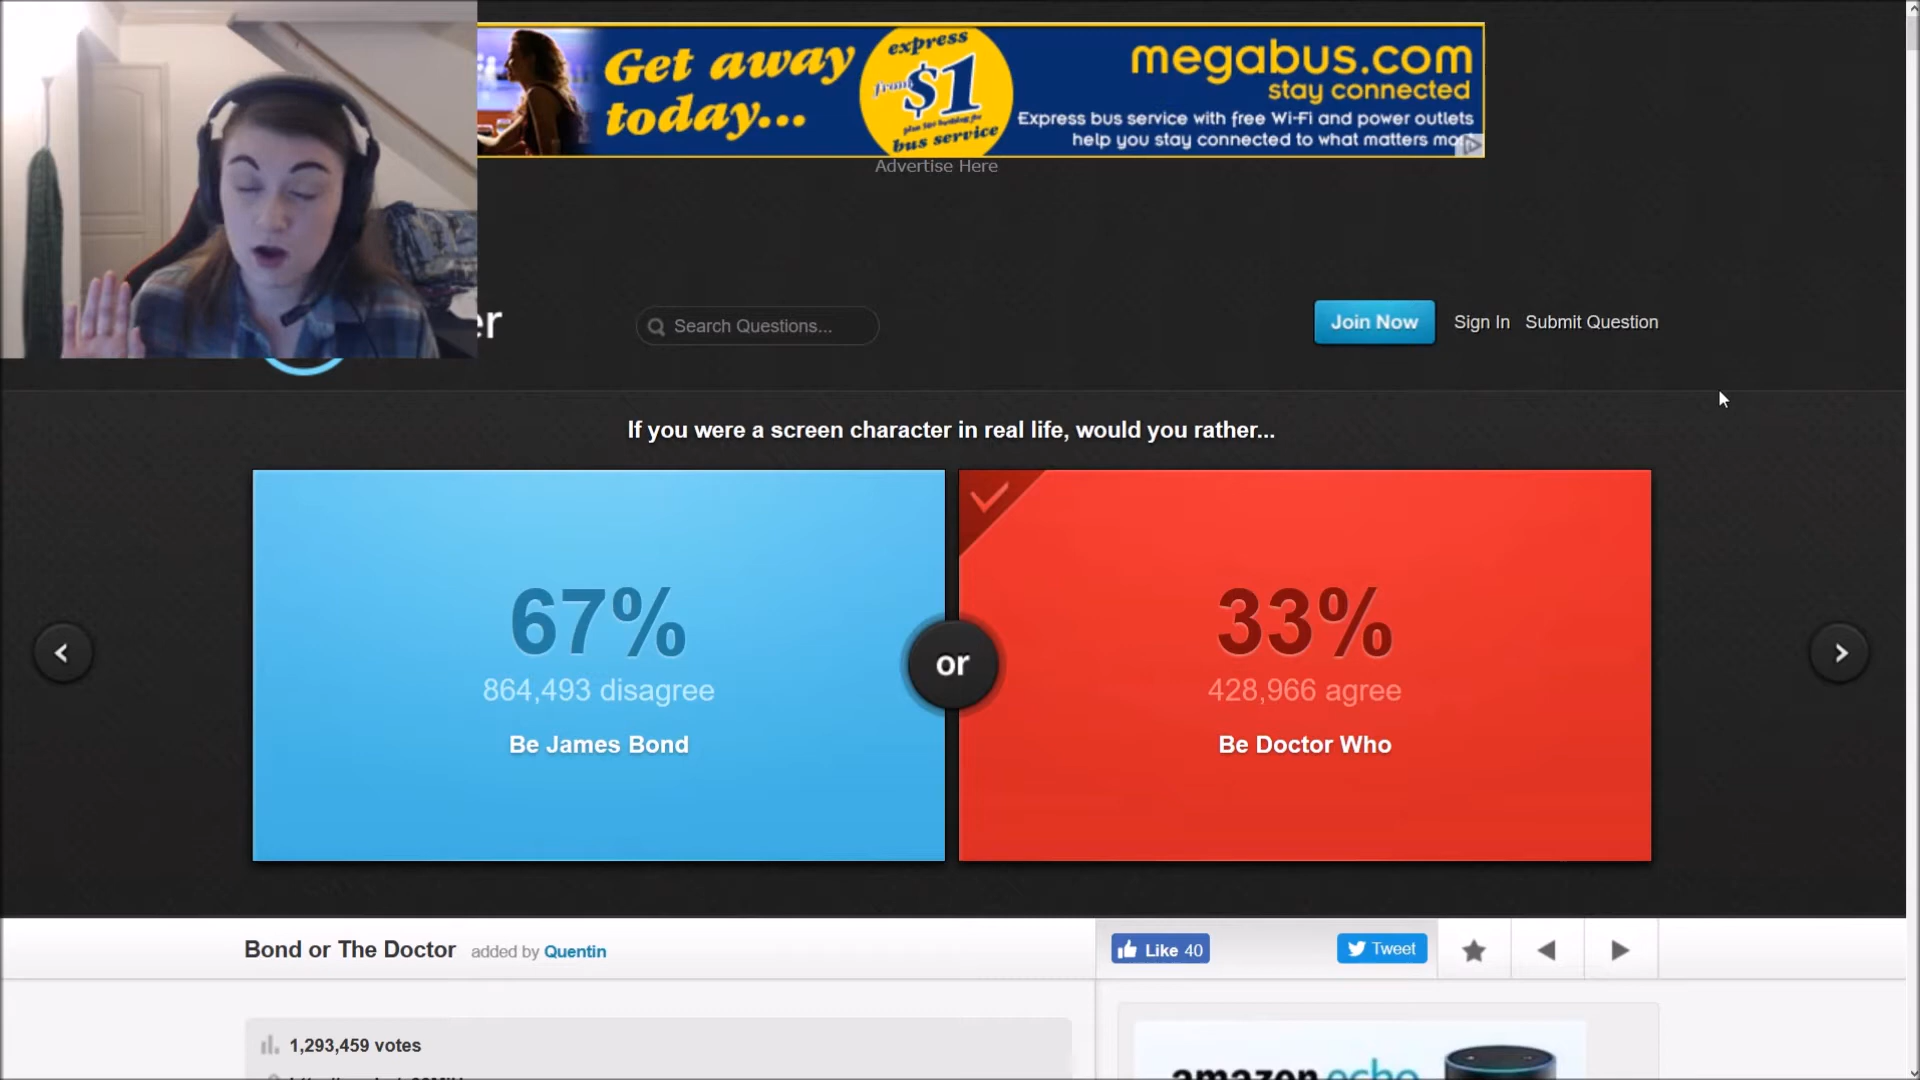 Get away
today...
express
from
$1
bus service
megabus.com
stay connected
Express bus service with free Wi-Fi and power outlets
help you stay connected to what matters
Advertise Here
er
Search Questions...
Join Now
Sign In
Submit Question
If you were a screen character in real life, would you rather...
67%
864,493 disagree
Be James Bond
or
33%
428,966 agree
Be Doctor Who
Bond or The Doctor added by Quentin
Like 40
Tweet
1,293,459 votes
amazon echo